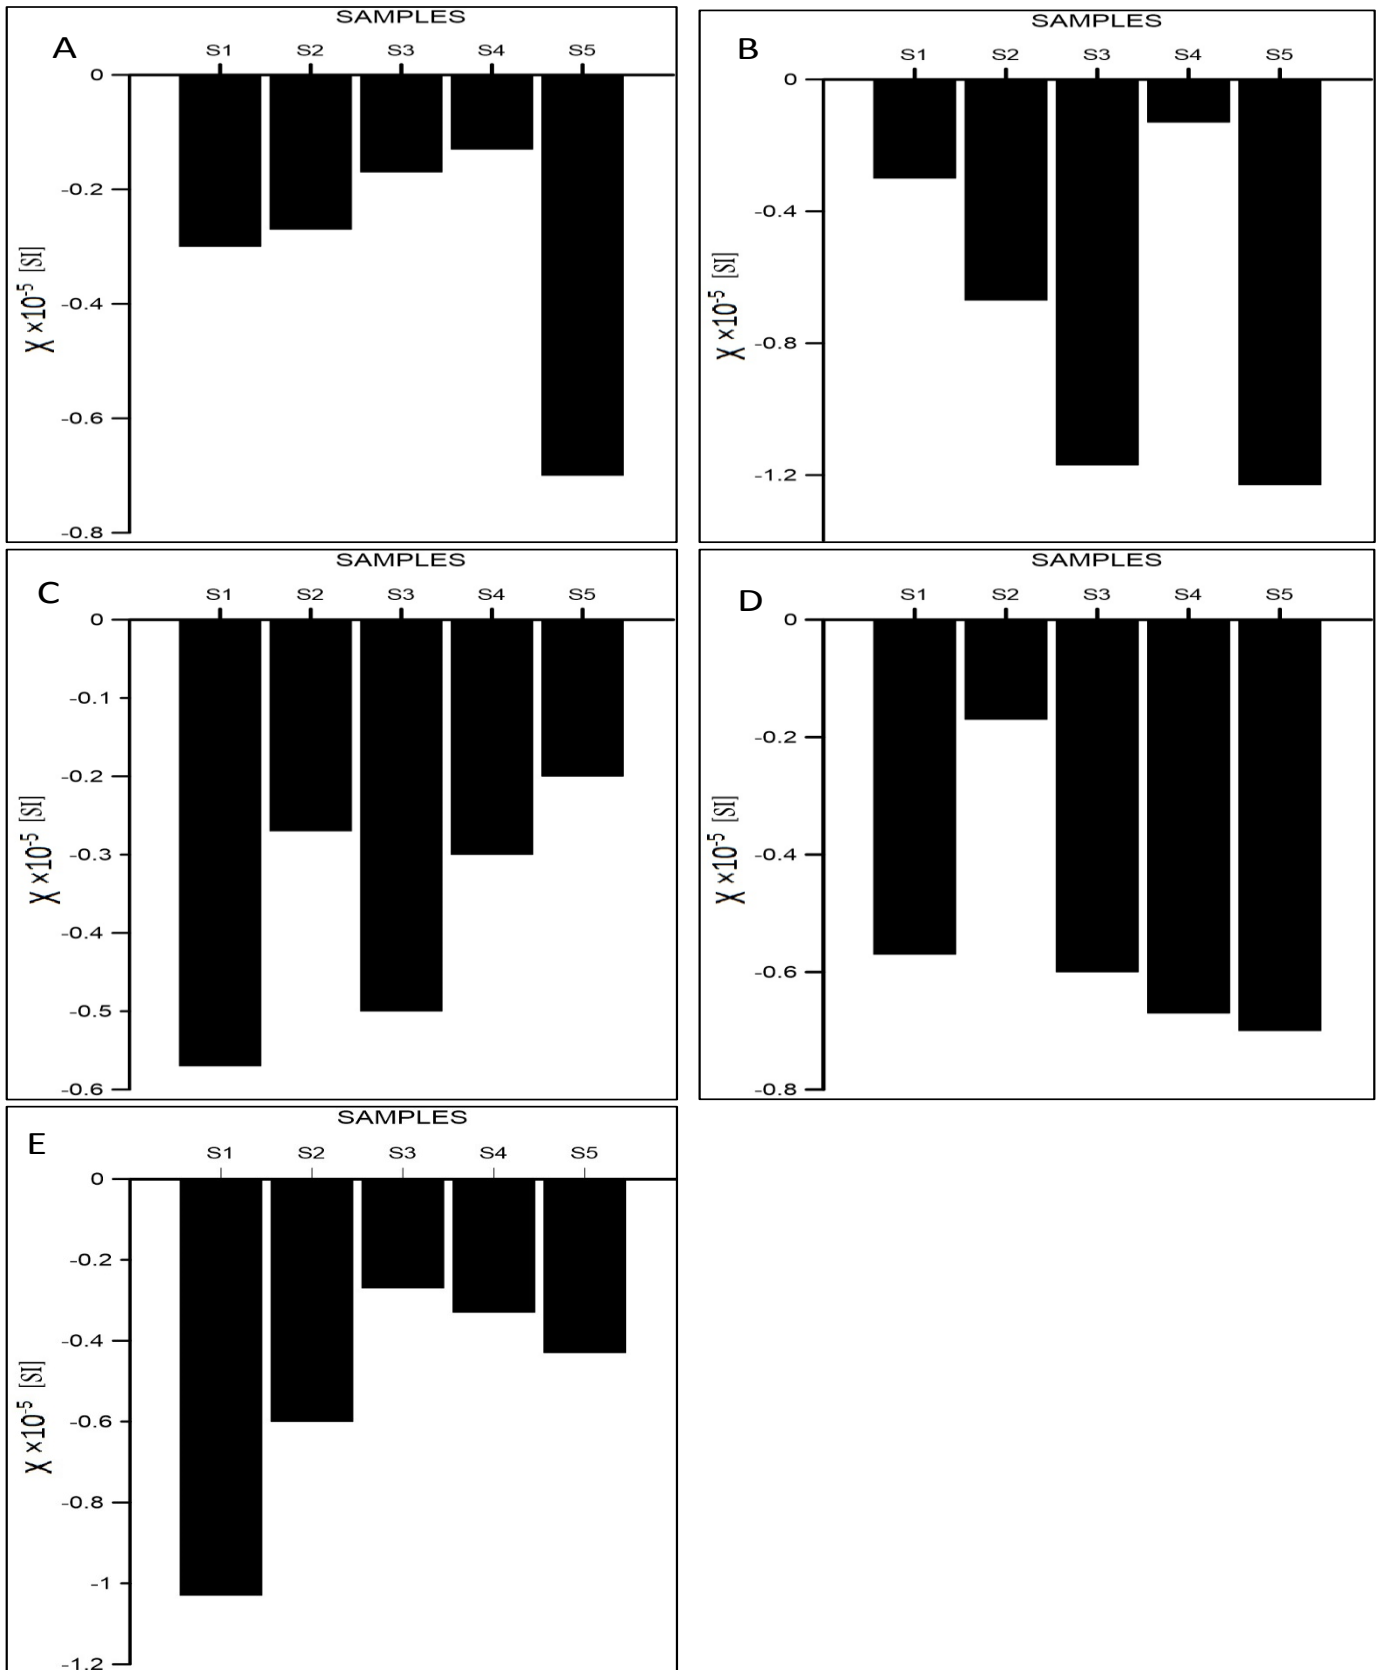 SAMPLES
A
S1 S2 S3 S4 S5
0
-0.2
-0.4
-0.6
-0.8
χ ×10⁻⁵ [SI]
SAMPLES
B
S1 S2 S3 S4 S5
0
-0.4
-0.8
-1.2
χ ×10⁻⁵ [SI]
SAMPLES
C
S1 S2 S3 S4 S5
0
-0.1
-0.2
-0.3
-0.4
-0.5
-0.6
χ ×10⁻⁵ [SI]
SAMPLES
D
S1 S2 S3 S4 S5
0
-0.2
-0.4
-0.6
-0.8
χ ×10⁻⁵ [SI]
SAMPLES
E
S1 S2 S3 S4 S5
0
-0.2
-0.4
-0.6
-0.8
-1
-1.2
χ ×10⁻⁵ [SI]